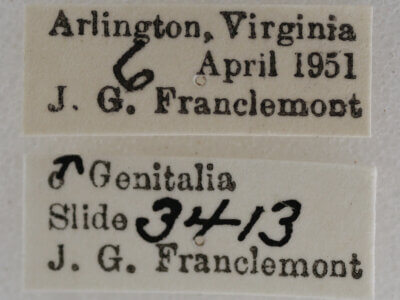 Arlington, Virginia
6 April 1951
J. G. Franclemont
♂ Genitalia
Slide 3413
J. G. Franclemont